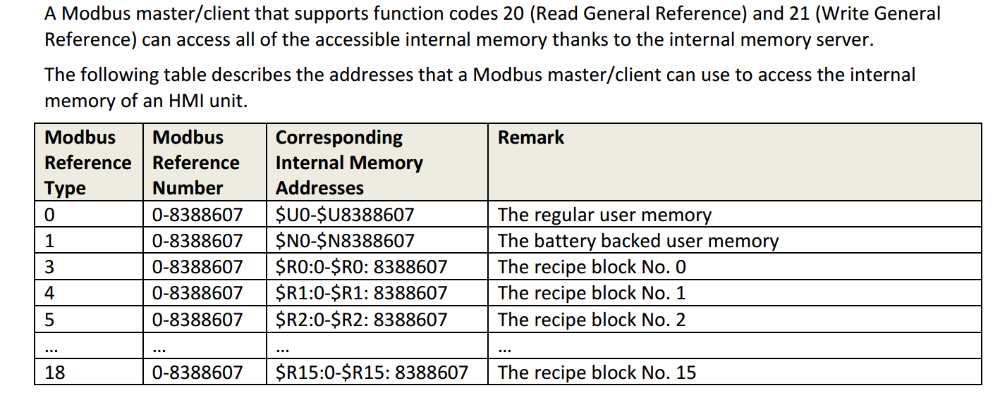 A Modbus master/client that supports function codes 20 (Read General Reference) and 21 (Write General
Reference) can access all of the accessible internal memory thanks to the internal memory server.
The following table describes the addresses that a Modbus master/client can use to access the internal
memory of an HMI unit.
Modbus Reference Type | Modbus Reference Number | Corresponding Internal Memory Addresses | Remark
0 | 0-8388607 | $U0-$U8388607 | The regular user memory
1 | 0-8388607 | $N0-$N8388607 | The battery backed user memory
3 | 0-8388607 | $R0:0-$R0: 8388607 | The recipe block No. 0
4 | 0-8388607 | $R1:0-$R1: 8388607 | The recipe block No. 1
5 | 0-8388607 | $R2:0-$R2: 8388607 | The recipe block No. 2
... | ... | ... | ...
18 | 0-8388607 | $R15:0-$R15: 8388607 | The recipe block No. 15